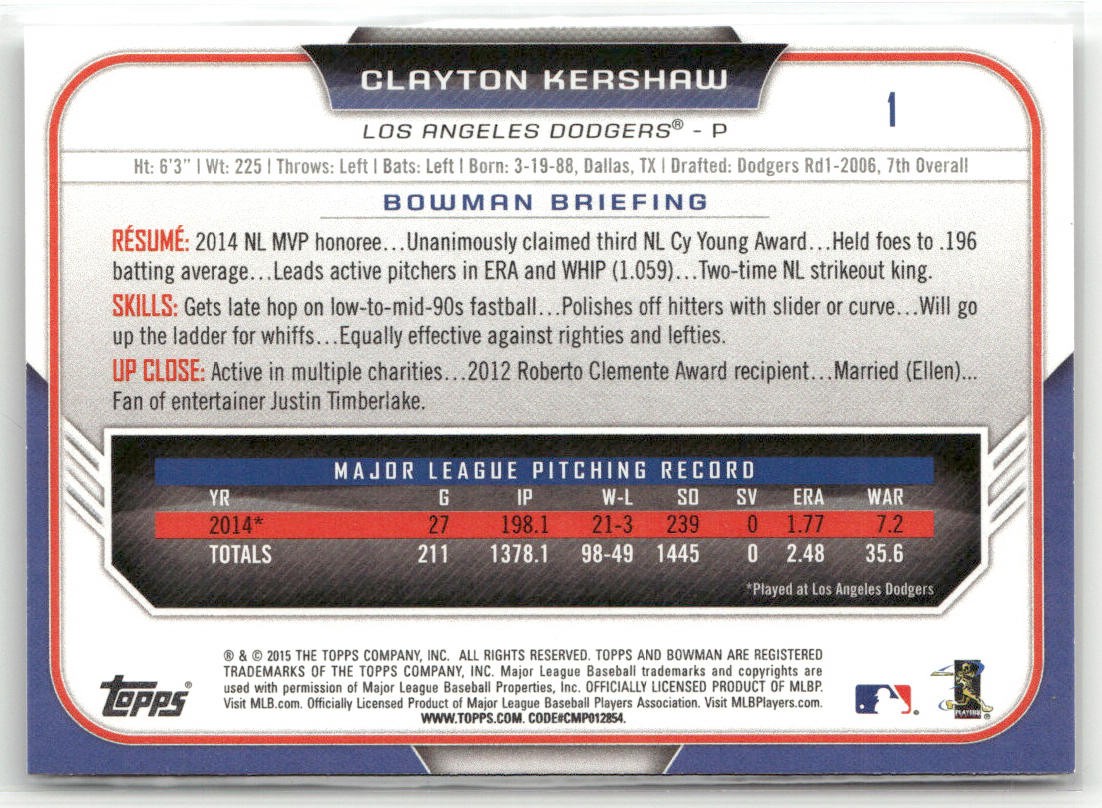 CLAYTON KERSHAW
1
LOS ANGELES DODGERS® - P
Ht: 6'3" | Wt: 225 | Throws: Left | Bats: Left | Born: 3-19-88, Dallas, TX | Drafted: Dodgers Rd1-2006, 7th Overall
BOWMAN BRIEFING
RÉSUMÉ: 2014 NL MVP honoree...Unanimously claimed third NL Cy Young Award...Held foes to .196
batting average...Leads active pitchers in ERA and WHIP (1.059)...Two-time NL strikeout king.
SKILLS: Gets late hop on low-to-mid-90s fastball...Polishes off hitters with slider or curve...Will go
up the ladder for whiffs...Equally effective against righties and lefties.
UP CLOSE: Active in multiple charities...2012 Roberto Clemente Award recipient...Married (Ellen)...
Fan of entertainer Justin Timberlake.
MAJOR LEAGUE PITCHING RECORD
YR G IP W-L SO SV ERA WAR
2014* 27 198.1 21-3 239 0 1.77 7.2
TOTALS 211 1378.1 98-49 1445 0 2.48 35.6
*Played at Los Angeles Dodgers
® & © 2015 THE TOPPS COMPANY, INC. ALL RIGHTS RESERVED. TOPPS AND BOWMAN ARE REGISTERED
TRADEMARKS OF THE TOPPS COMPANY, INC. Major League Baseball trademarks and copyrights are
used with permission of Major League Baseball Properties, Inc. OFFICIALLY LICENSED PRODUCT OF MLBP.
Visit MLB.com. Officially Licensed Product of Major League Baseball Players Association. Visit MLBPlayers.com.
WWW.TOPPS.COM. CODE#CMP012854.
TOPPS®
PLAYERS